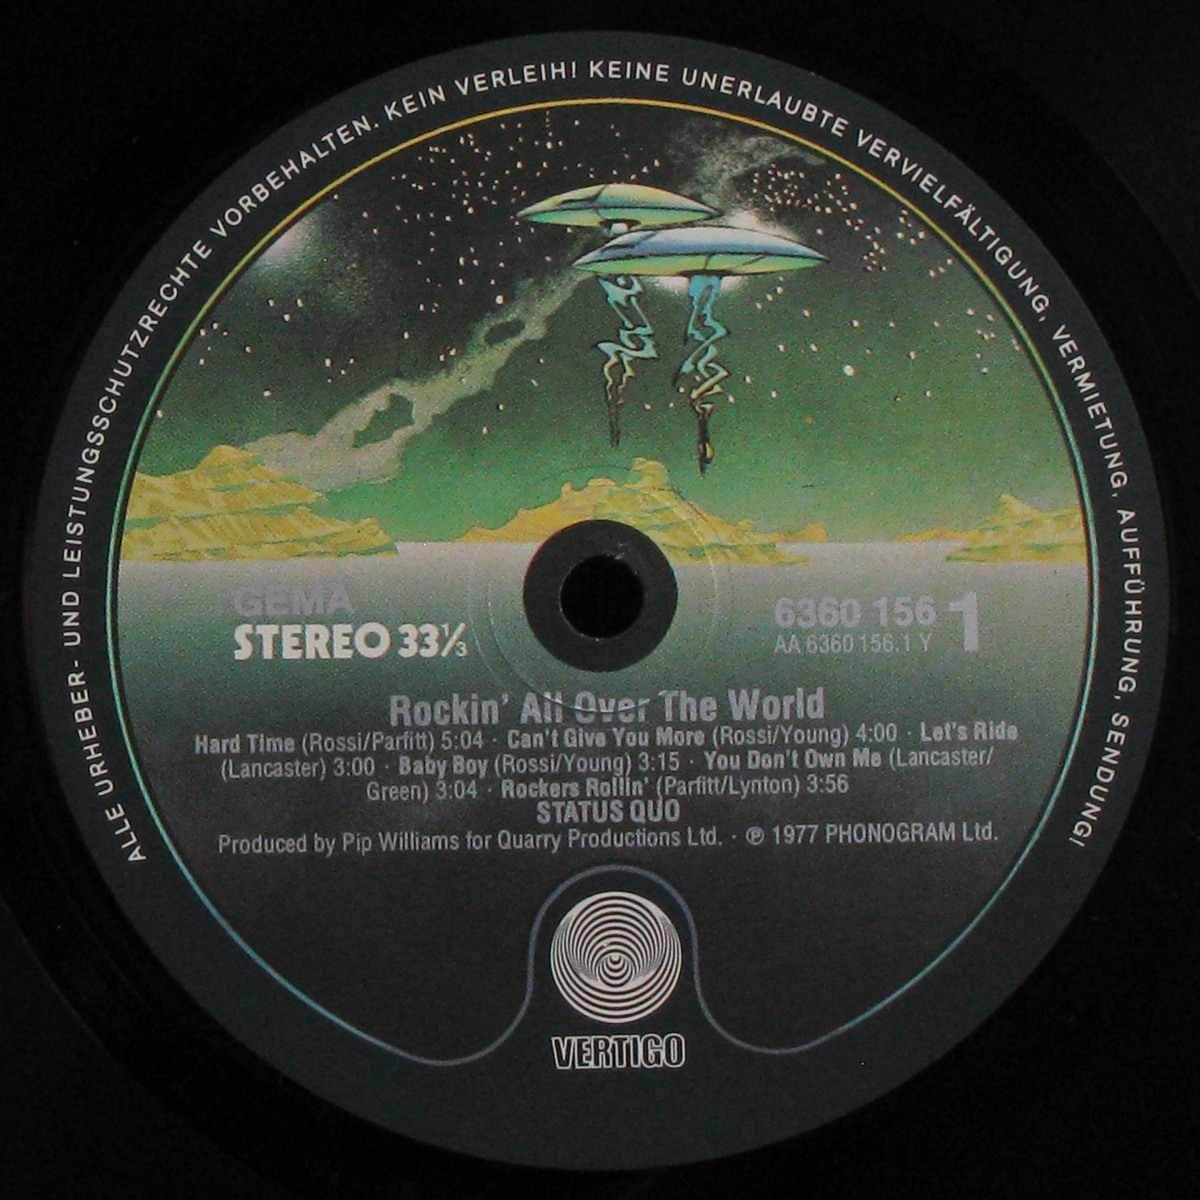 ALLE URHEBER- UND LEISTUNGSSCHUTZRECHTE VORBEHALTEN. KEIN VERLEIH! KEINE UNERLAUBTE VERVIELFÄLTIGUNG, VERMIETUNG, AUFFÜHRUNG, SENDUNG!
GEMA
STEREO 33⅓
6360 156 1
AA 6360 156.1 Y
Rockin' All Over The World
Hard Time (Rossi/Parfitt) 5:04 · Can't Give You More (Rossi/Young) 4:00 · Let's Ride
(Lancaster) 3:00 · Baby Boy (Rossi/Young) 3:15 · You Don't Own Me (Lancaster/
Green) 3:04 · Rockers Rollin' (Parfitt/Lynton) 3:56
STATUS QUO
Produced by Pip Williams for Quarry Productions Ltd. · ℗ 1977 PHONOGRAM Ltd.
VERTIGO